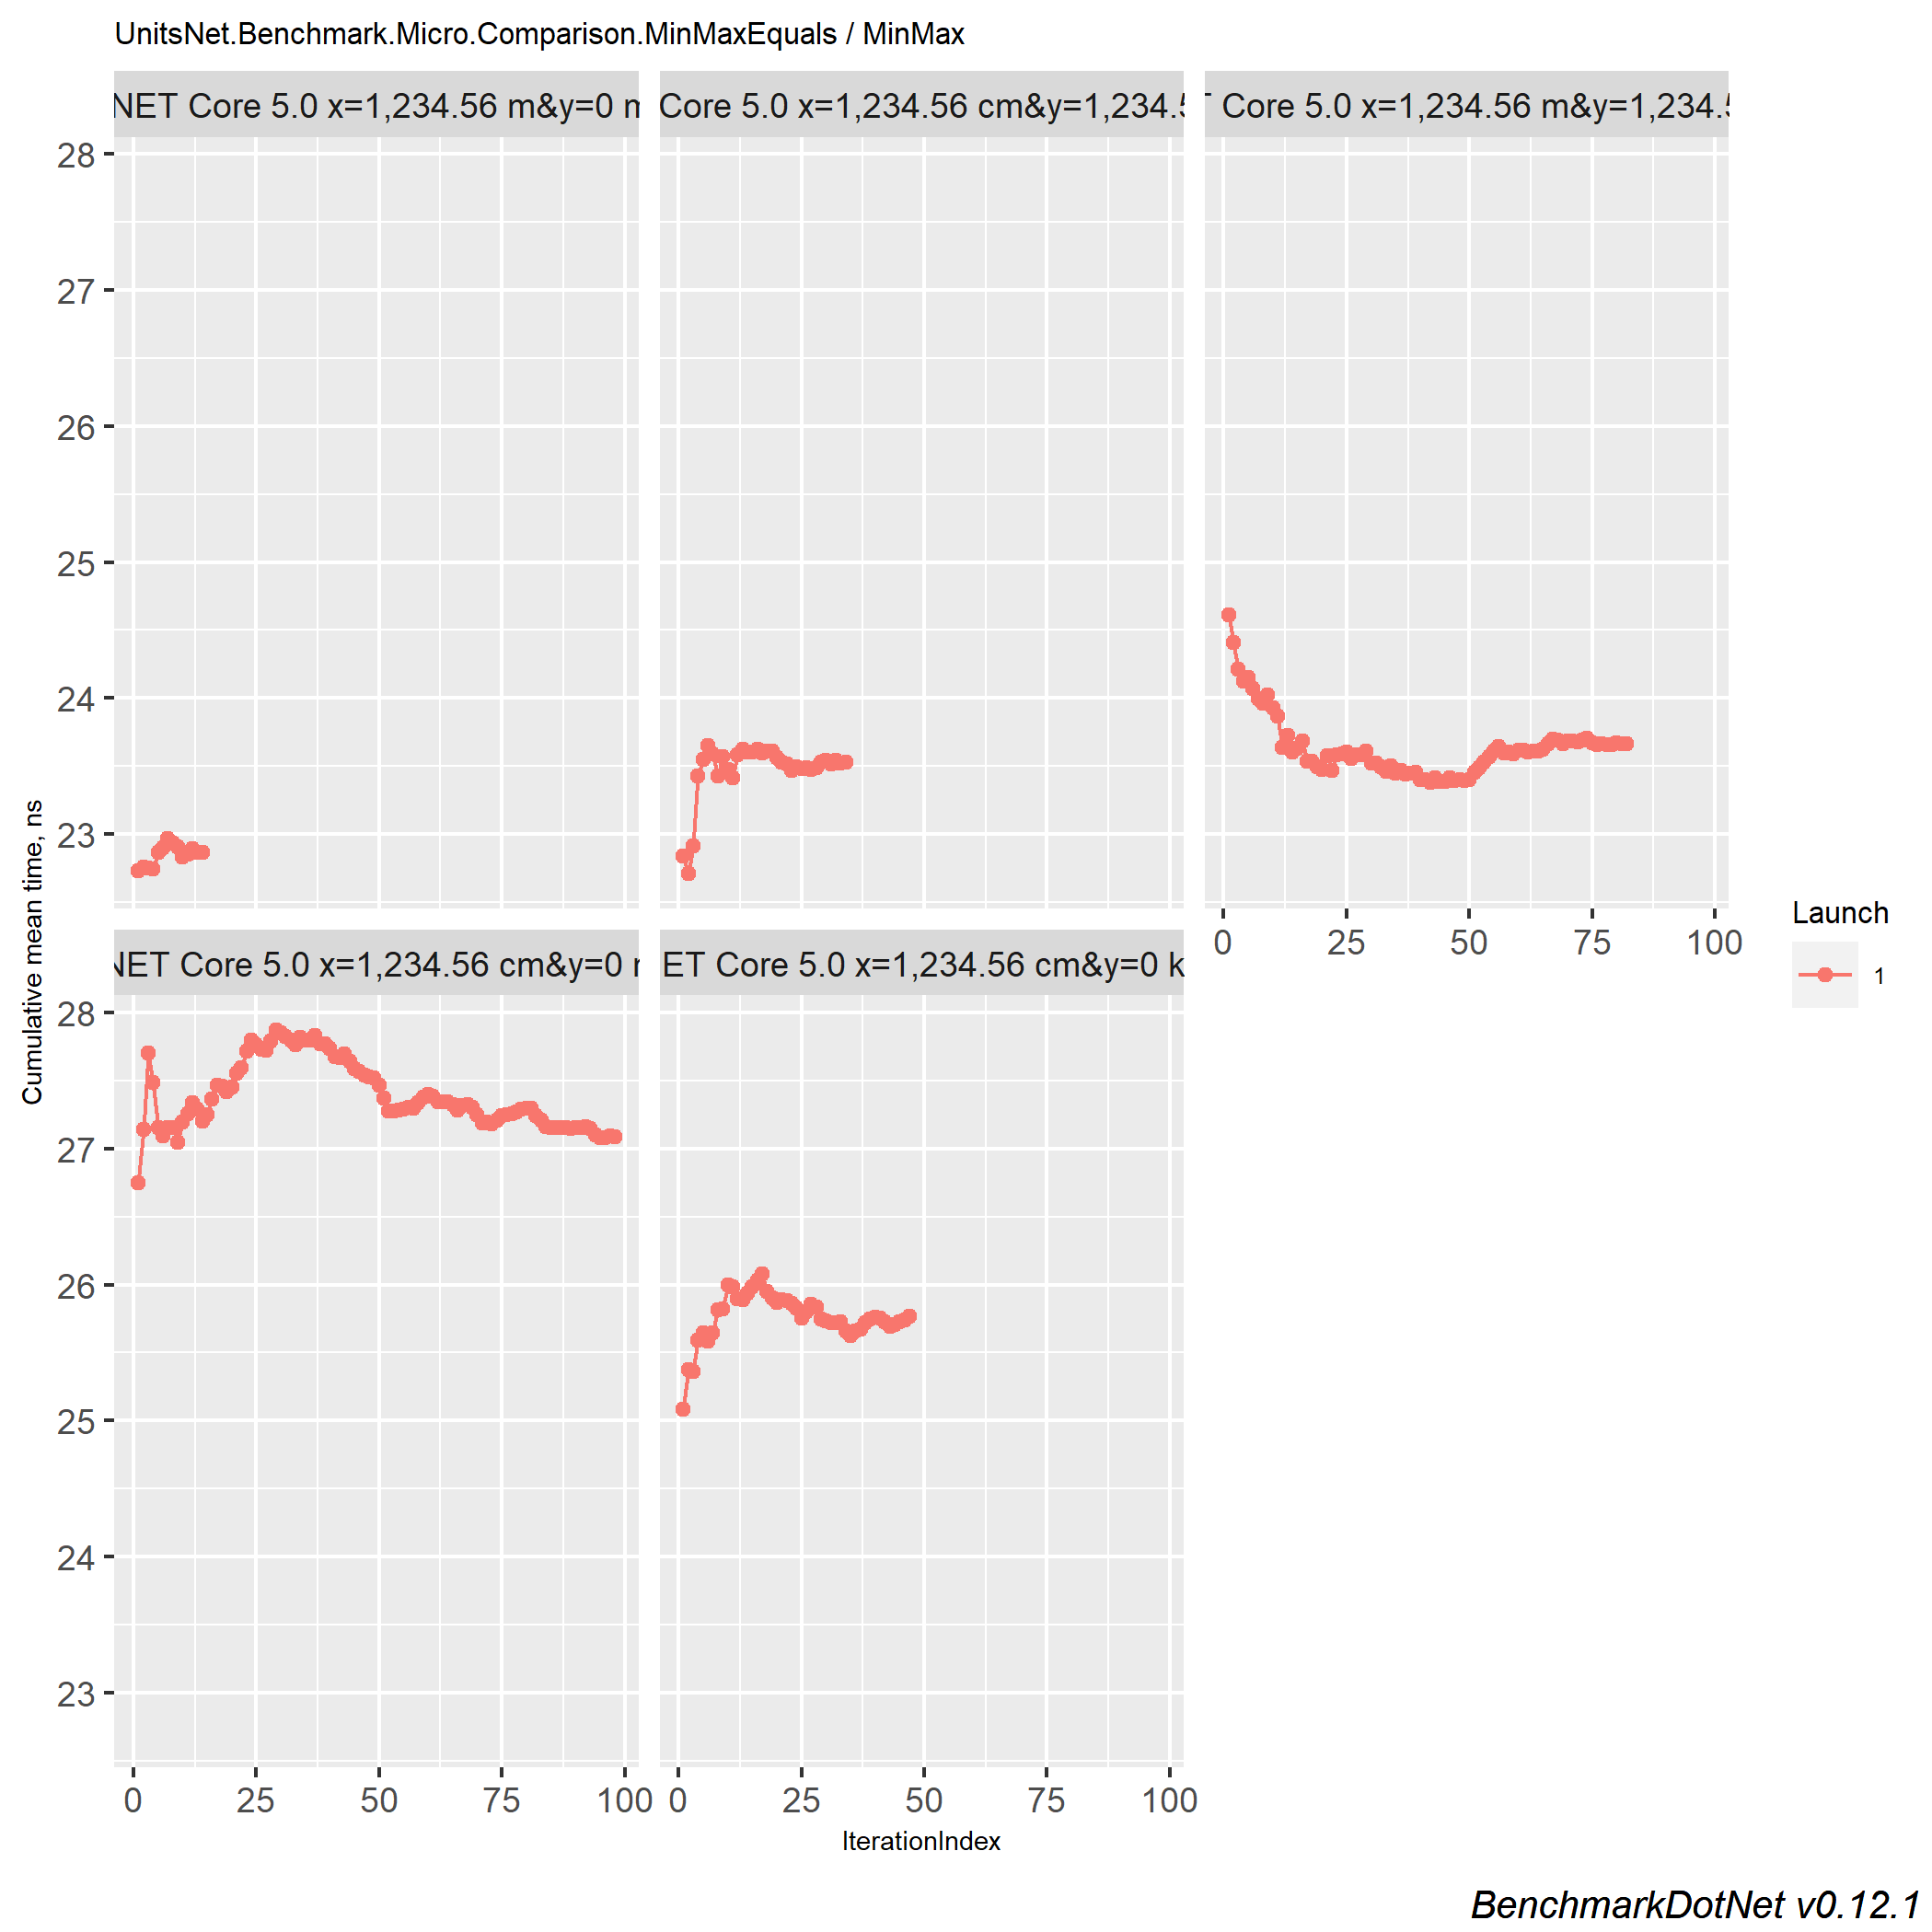 UnitsNet.Benchmark.Micro.Comparison.MinMaxEquals / MinMax
NET Core 5.0 x=1,234.56 m&y=0 m
Core 5.0 x=1,234.56 cm&y=1,234.5
Core 5.0 x=1,234.56 m&y=1,234.5
28
27
26
25
24
23
0 25 50 75 100
NET Core 5.0 x=1,234.56 cm&y=0
ET Core 5.0 x=1,234.56 cm&y=0 k
28
27
26
25
24
23
0 25 50 75 100
0 25 50 75 100
IterationIndex
Cumulative mean time, ns
Launch
1
BenchmarkDotNet v0.12.1